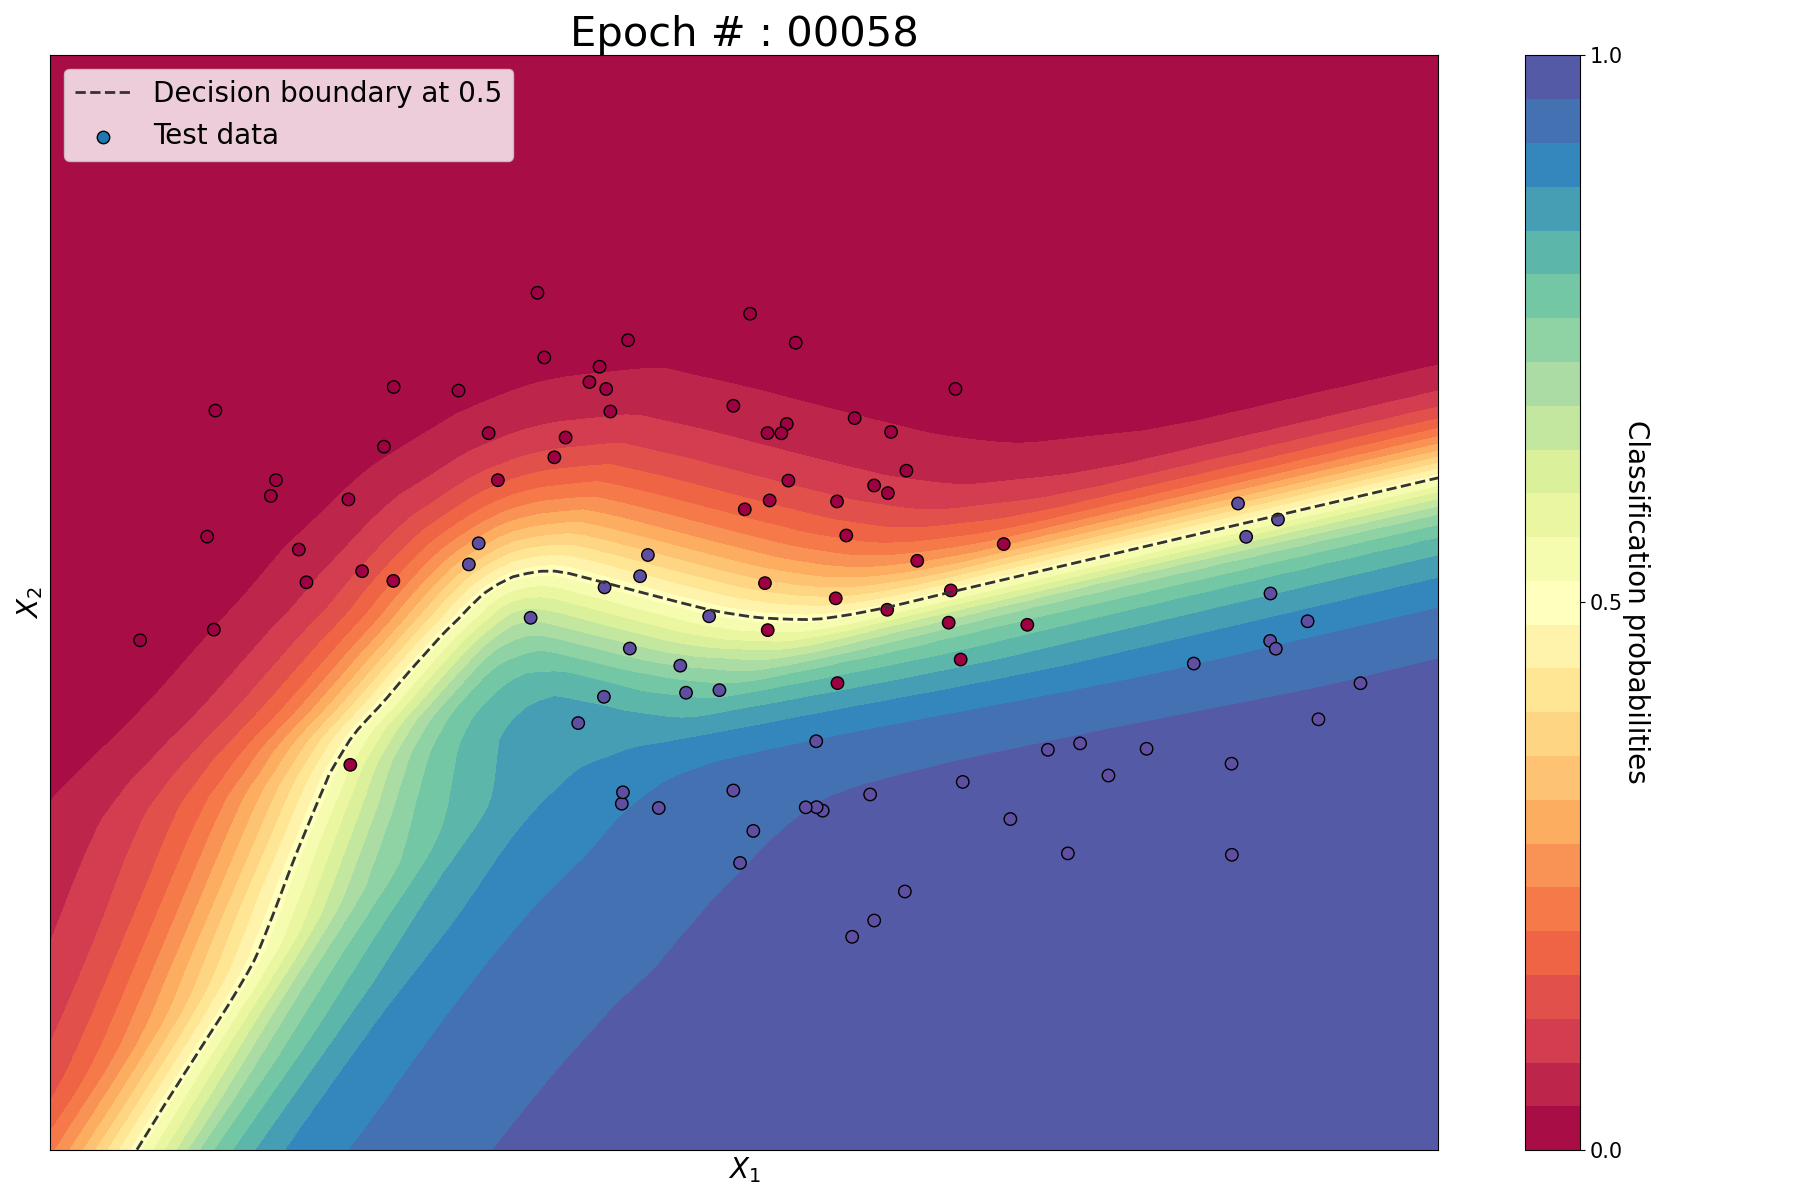 Epoch # : 00058
Decision boundary at 0.5
Test data
1.0
0.5
0.0
Classification probabilities
X₂
X₁